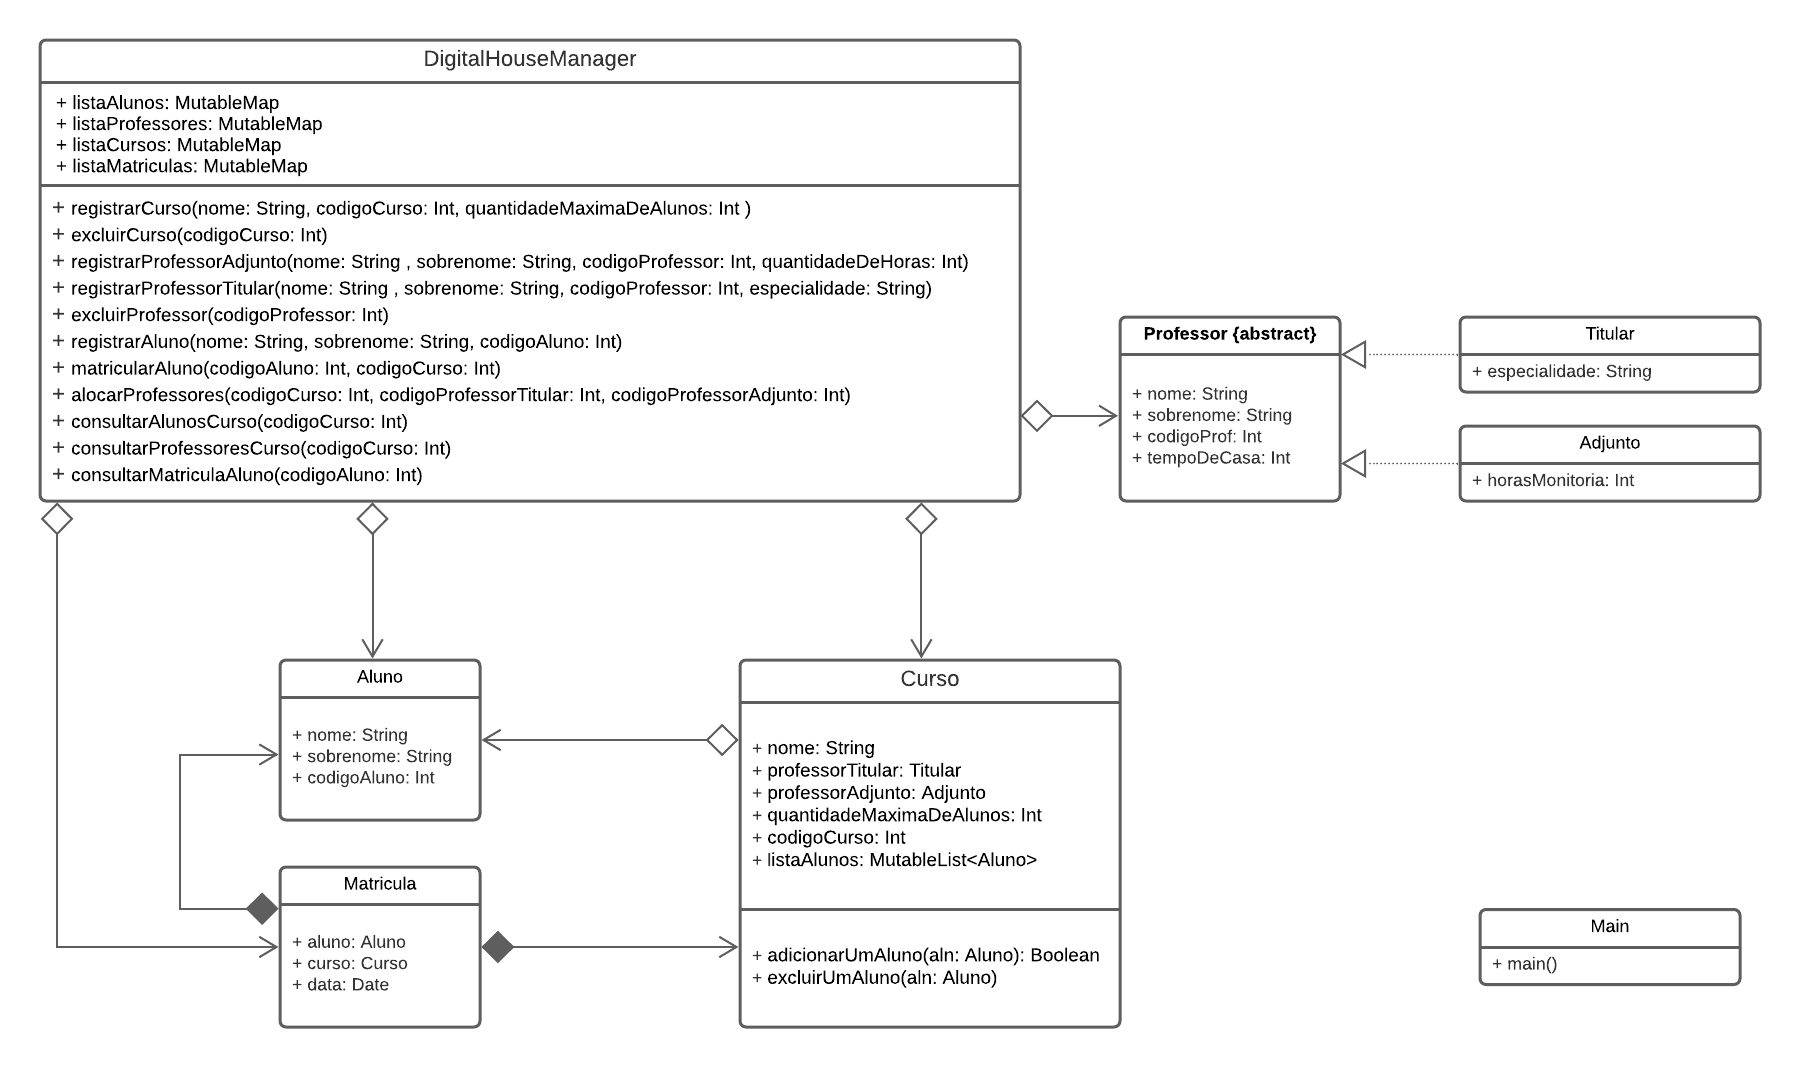 DigitalHouseManager
+ listaAlunos: MutableMap
+ listaProfessores: MutableMap
+ listaCursos: MutableMap
+ listaMatriculas: MutableMap
+ registrarCurso(nome: String, codigoCurso: Int, quantidadeMaximaDeAlunos: Int )
+ excluirCurso(codigoCurso: Int)
+ registrarProfessorAdjunto(nome: String , sobrenome: String, codigoProfessor: Int, quantidadeDeHoras: Int)
+ registrarProfessorTitular(nome: String , sobrenome: String, codigoProfessor: Int, especialidade: String)
+ excluirProfessor(codigoProfessor: Int)
+ registrarAluno(nome: String, sobrenome: String, codigoAluno: Int)
+ matricularAluno(codigoAluno: Int, codigoCurso: Int)
+ alocarProfessores(codigoCurso: Int, codigoProfessorTitular: Int, codigoProfessorAdjunto: Int)
+ consultarAlunosCurso(codigoCurso: Int)
+ consultarProfessoresCurso(codigoCurso: Int)
+ consultarMatriculaAluno(codigoAluno: Int)
Professor {abstract}
+ nome: String
+ sobrenome: String
+ codigoProf: Int
+ tempoDeCasa: Int
Titular
+ especialidade: String
Adjunto
+ horasMonitoria: Int
Aluno
+ nome: String
+ sobrenome: String
+ codigoAluno: Int
Matricula
+ aluno: Aluno
+ curso: Curso
+ data: Date
Curso
+ nome: String
+ professorTitular: Titular
+ professorAdjunto: Adjunto
+ quantidadeMaximaDeAlunos: Int
+ codigoCurso: Int
+ listaAlunos: MutableList<Aluno>
+ adicionarUmAluno(aln: Aluno): Boolean
+ excluirUmAluno(aln: Aluno)
Main
+ main()